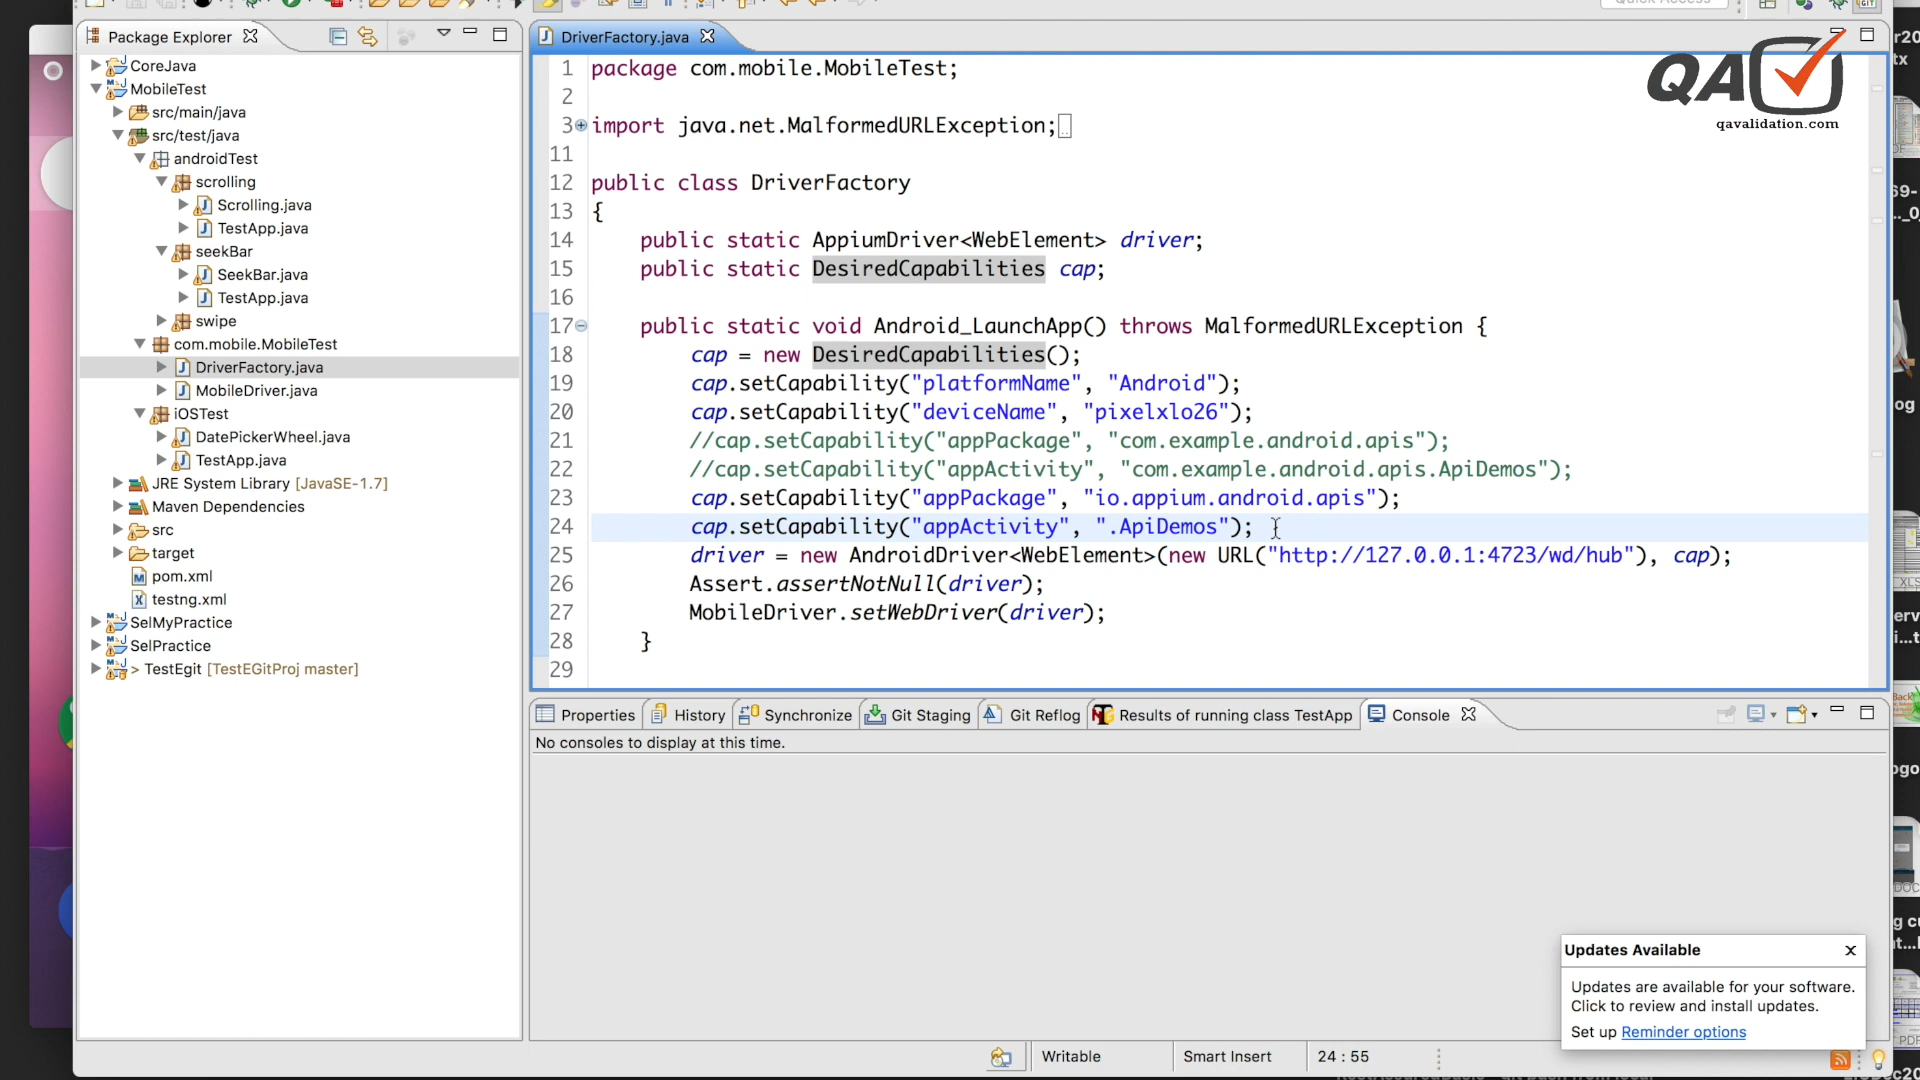 Quick Access
Package Explorer
CoreJava
MobileTest
src/main/java
src/test/java
androidTest
scrolling
Scrolling.java
TestApp.java
seekBar
SeekBar.java
TestApp.java
swipe
com.mobile.MobileTest
DriverFactory.java
MobileDriver.java
iOSTest
DatePickerWheel.java
TestApp.java
JRE System Library [JavaSE-1.7]
Maven Dependencies
src
target
pom.xml
testng.xml
SelMyPractice
SelPractice
> TestEgit [TestEGitProj master]
DriverFactory.java
1 package com.mobile.MobileTest;
2
3 import java.net.MalformedURLException;
11
12 public class DriverFactory
13 {
14 public static AppiumDriver<WebElement> driver;
15 public static DesiredCapabilities cap;
16
17 public static void Android_LaunchApp() throws MalformedURLException {
18 cap = new DesiredCapabilities();
19 cap.setCapability("platformName", "Android");
20 cap.setCapability("deviceName", "pixelxlo26");
21 //cap.setCapability("appPackage", "com.example.android.apis");
22 //cap.setCapability("appActivity", "com.example.android.apis.ApiDemos");
23 cap.setCapability("appPackage", "io.appium.android.apis");
24 cap.setCapability("appActivity", ".ApiDemos");
25 driver = new AndroidDriver<WebElement>(new URL("http://127.0.0.1:4723/wd/hub"), cap);
26 Assert.assertNotNull(driver);
27 MobileDriver.setWebDriver(driver);
28 }
29
QA
qavalidation.com
Properties History Synchronize Git Staging Git Reflog Results of running class TestApp Console
No consoles to display at this time.
Updates Available
Updates are available for your software.
Click to review and install updates.
Set up Reminder options
Writable Smart Insert 24 : 55